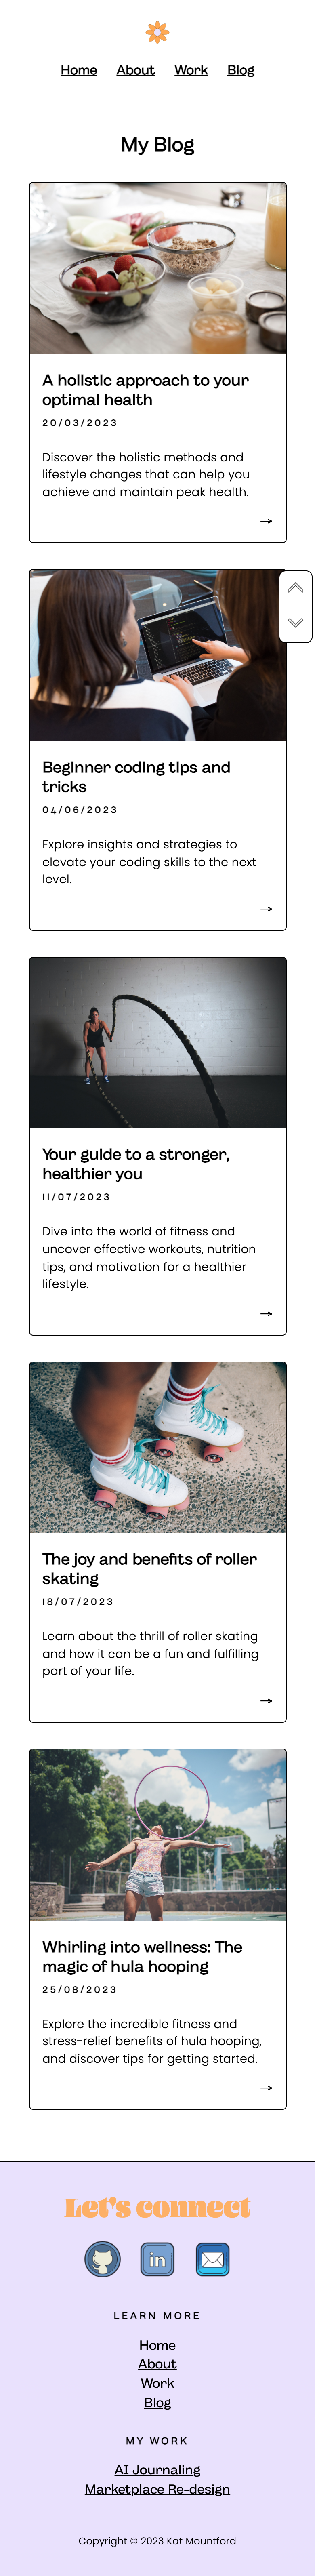 Home About Work Blog
My Blog
A holistic approach to your
optimal health
20/03/2023
Discover the holistic methods and
lifestyle changes that can help you
achieve and maintain peak health.
→
Beginner coding tips and
tricks
04/06/2023
Explore insights and strategies to
elevate your coding skills to the next
level.
→
Your guide to a stronger,
healthier you
11/07/2023
Dive into the world of fitness and
uncover effective workouts, nutrition
tips, and motivation for a healthier
lifestyle.
→
The joy and benefits of roller
skating
18/07/2023
Learn about the thrill of roller skating
and how it can be a fun and fulfilling
part of your life.
→
Whirling into wellness: The
magic of hula hooping
25/08/2023
Explore the incredible fitness and
stress-relief benefits of hula hooping,
and discover tips for getting started.
→
Let's connect
in
LEARN MORE
Home
About
Work
Blog
MY WORK
AI Journaling
Marketplace Re-design
Copyright © 2023 Kat Mountford